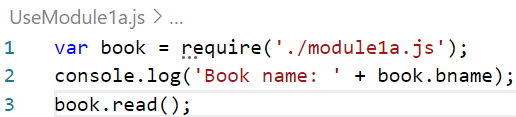 UseModule1a.js > ...
1 var book = require('./module1a.js');
2 console.log('Book name: ' + book.bname);
3 book.read();